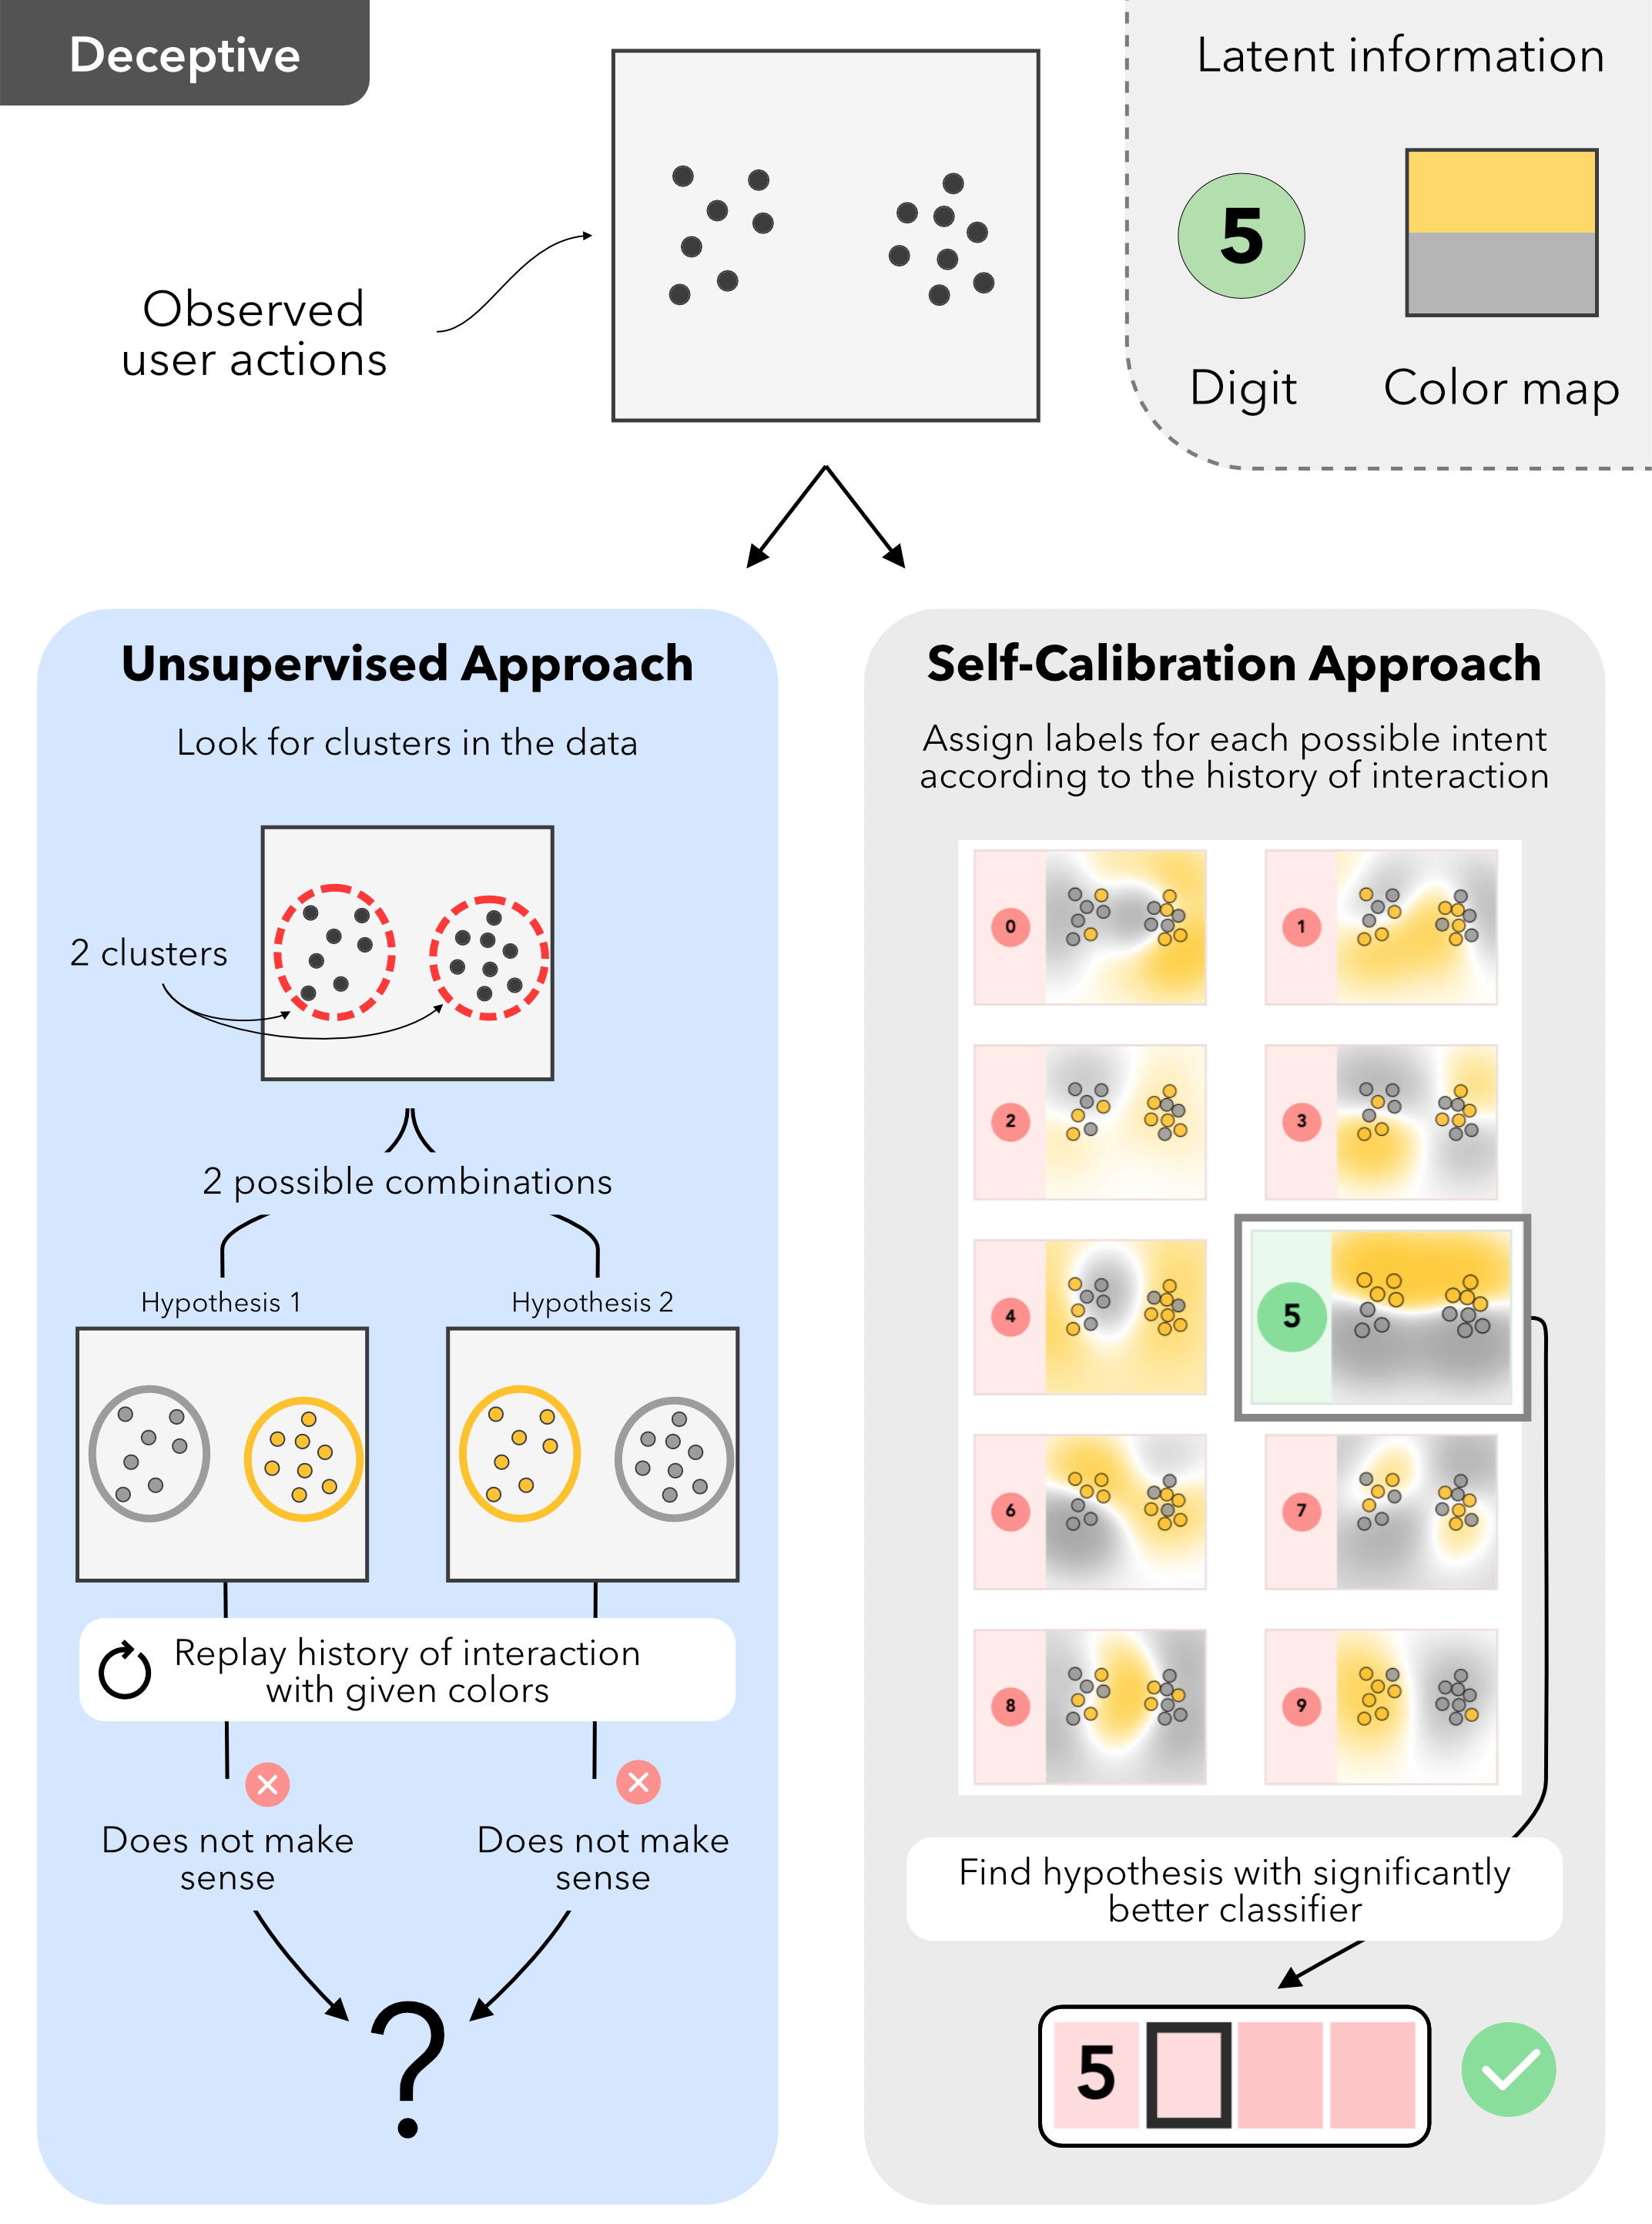 Deceptive
Latent information
5
Digit
Color map
Observed
user actions
Unsupervised Approach
Look for clusters in the data
2 clusters
2 possible combinations
Hypothesis 1
Hypothesis 2
Replay history of interaction
with given colors
Does not make
sense
Does not make
sense
?
Self-Calibration Approach
Assign labels for each possible intent
according to the history of interaction
0
1
2
3
4
5
6
7
8
9
Find hypothesis with significantly
better classifier
5